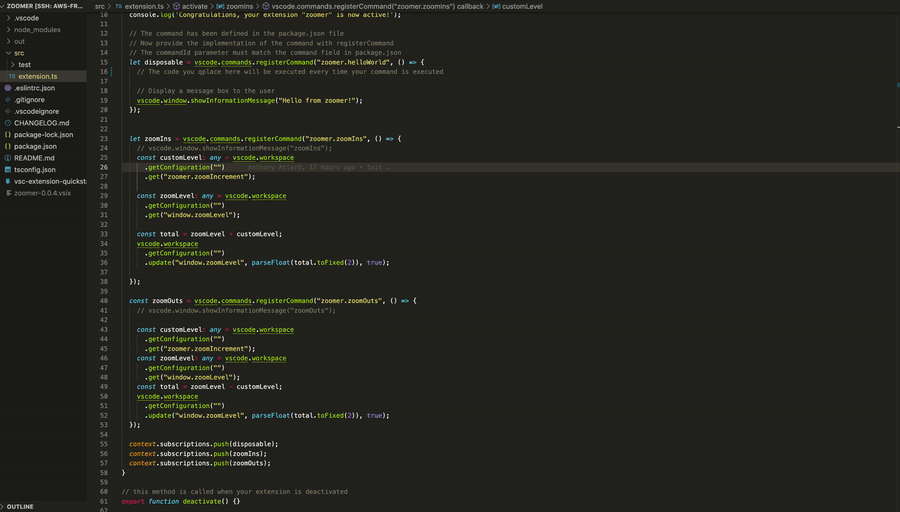 ZOOMER [SSH: AWS-FR...
.vscode
node_modules
out
src
test
TS extension.ts
.eslintrc.json
.gitignore
.vscodeignore
CHANGELOG.md
{} package-lock.json
{} package.json
README.md
tsconfig.json
vsc-extension-quicksta
zoomer-0.0.4.vsix
OUTLINE
src > TS extension.ts > activate > zoomIns > vscode.commands.registerCommand("zoomer.zoomIns") callback > customLevel
10 console.log('Congratulations, your extension "zoomer" is now active!');
11
12 // The command has been defined in the package.json file
13 // Now provide the implementation of the command with registerCommand
14 // The commandId parameter must match the command field in package.json
15 let disposable = vscode.commands.registerCommand("zoomer.helloWorld", () => {
16 // The code you qplace here will be executed every time your command is executed
17
18 // Display a message box to the user
19 vscode.window.showInformationMessage("Hello from zoomer!");
20 });
21
22
23 let zoomIns = vscode.commands.registerCommand("zoomer.zoomIns", () => {
24 // vscode.window.showInformationMessage("zoomIns");
25 const customLevel: any = vscode.workspace
26 .getConfiguration("") Anthony Attard, 17 hours ago • Init …
27 .get("zoomer.zoomIncrement");
28
29 const zoomLevel: any = vscode.workspace
30 .getConfiguration("")
31 .get("window.zoomLevel");
32
33 const total = zoomLevel + customLevel;
34 vscode.workspace
35 .getConfiguration("")
36 .update("window.zoomLevel", parseFloat(total.toFixed(2)), true);
37
38 });
39
40 const zoomOuts = vscode.commands.registerCommand("zoomer.zoomOuts", () => {
41 // vscode.window.showInformationMessage("zoomOuts");
42
43 const customLevel: any = vscode.workspace
44 .getConfiguration("")
45 .get("zoomer.zoomIncrement");
46 const zoomLevel: any = vscode.workspace
47 .getConfiguration("")
48 .get("window.zoomLevel");
49 const total = zoomLevel - customLevel;
50 vscode.workspace
51 .getConfiguration("")
52 .update("window.zoomLevel", parseFloat(total.toFixed(2)), true);
53 });
54
55 context.subscriptions.push(disposable);
56 context.subscriptions.push(zoomIns);
57 context.subscriptions.push(zoomOuts);
58 }
59
60 // this method is called when your extension is deactivated
61 export function deactivate() {}
62